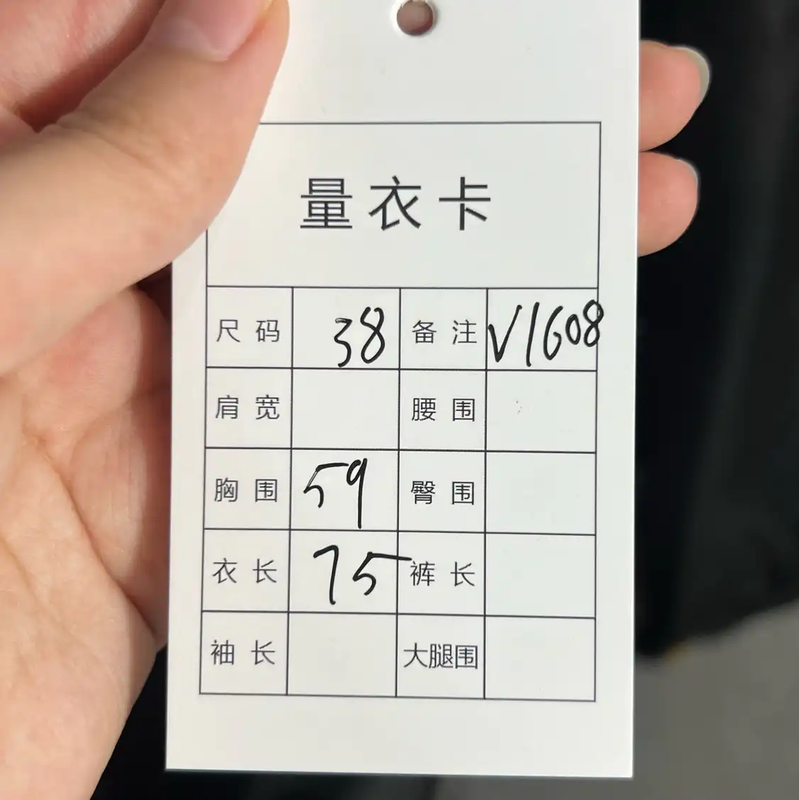 量衣卡
尺码 38 备注 V1608
肩宽 腰围
胸围 59 臀围
衣长 75 裤长
袖长 大腿围